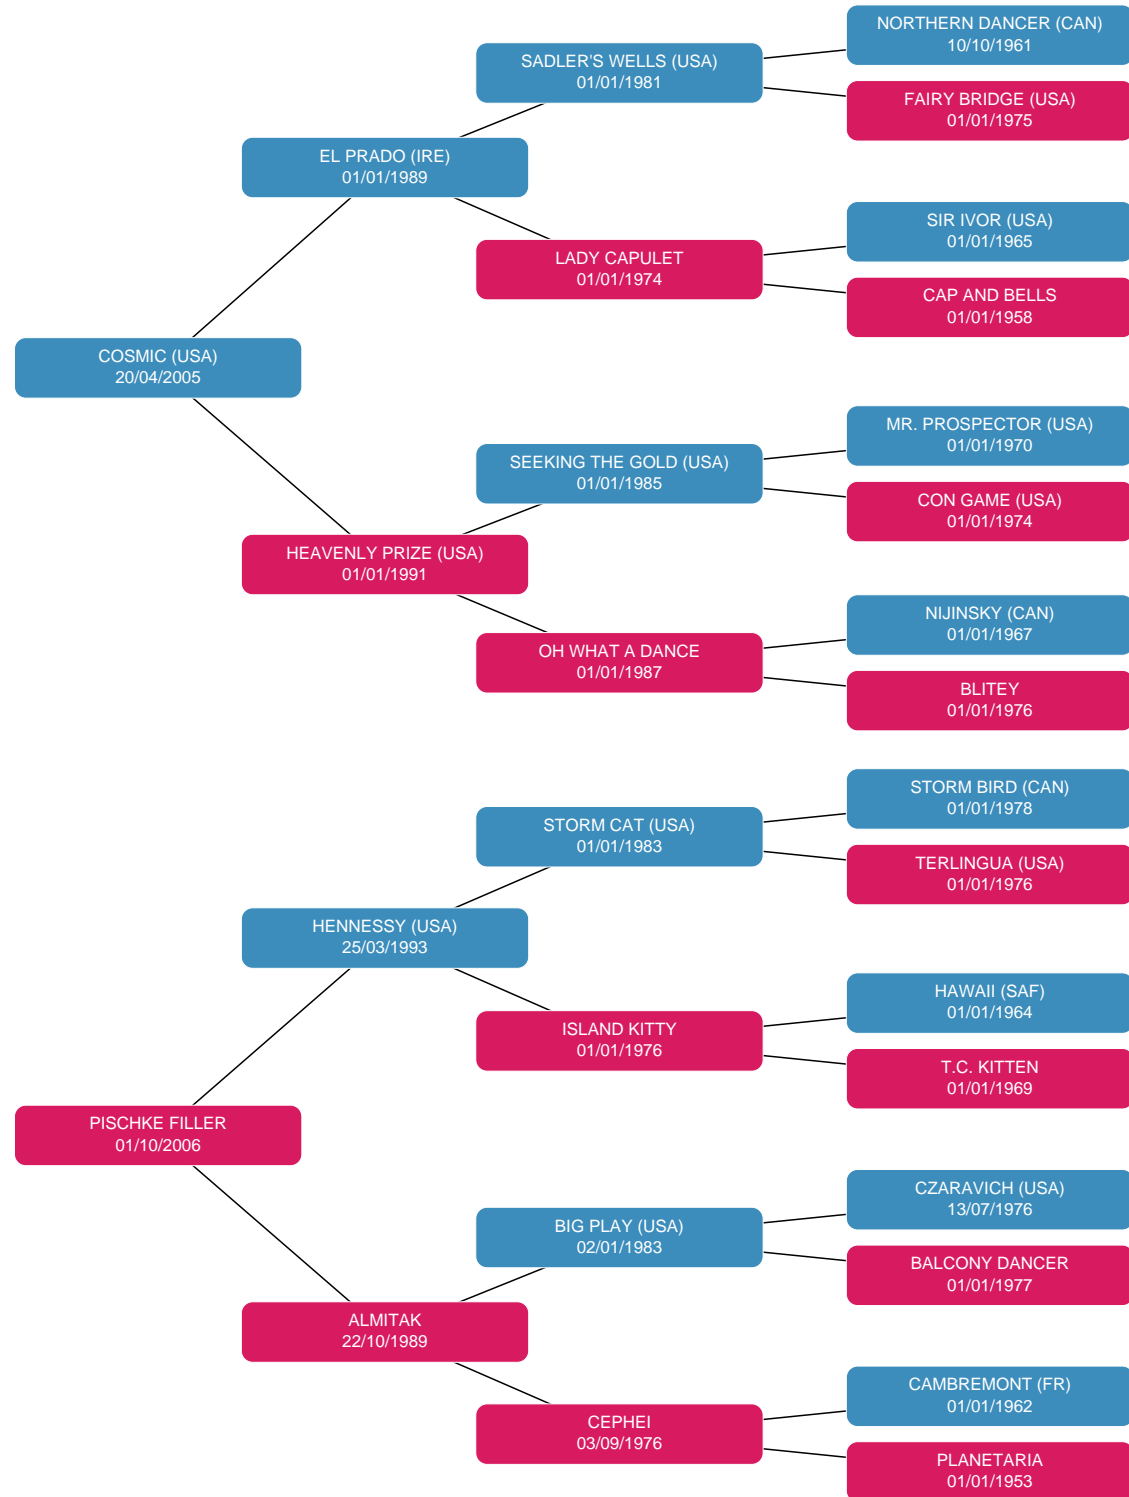 NORTHERN DANCER (CAN)
10/10/1961
SADLER'S WELLS (USA)
01/01/1981
FAIRY BRIDGE (USA)
01/01/1975
EL PRADO (IRE)
01/01/1989
SIR IVOR (USA)
01/01/1965
LADY CAPULET
01/01/1974
CAP AND BELLS
01/01/1958
COSMIC (USA)
20/04/2005
MR. PROSPECTOR (USA)
01/01/1970
SEEKING THE GOLD (USA)
01/01/1985
CON GAME (USA)
01/01/1974
HEAVENLY PRIZE (USA)
01/01/1991
NIJINSKY (CAN)
01/01/1967
OH WHAT A DANCE
01/01/1987
BLITEY
01/01/1976
STORM BIRD (CAN)
01/01/1978
STORM CAT (USA)
01/01/1983
TERLINGUA (USA)
01/01/1976
HENNESSY (USA)
25/03/1993
HAWAII (SAF)
01/01/1964
ISLAND KITTY
01/01/1976
T.C. KITTEN
01/01/1969
PISCHKE FILLER
01/10/2006
CZARAVICH (USA)
13/07/1976
BIG PLAY (USA)
02/01/1983
BALCONY DANCER
01/01/1977
ALMITAK
22/10/1989
CAMBREMONT (FR)
01/01/1962
CEPHEI
03/09/1976
PLANETARIA
01/01/1953